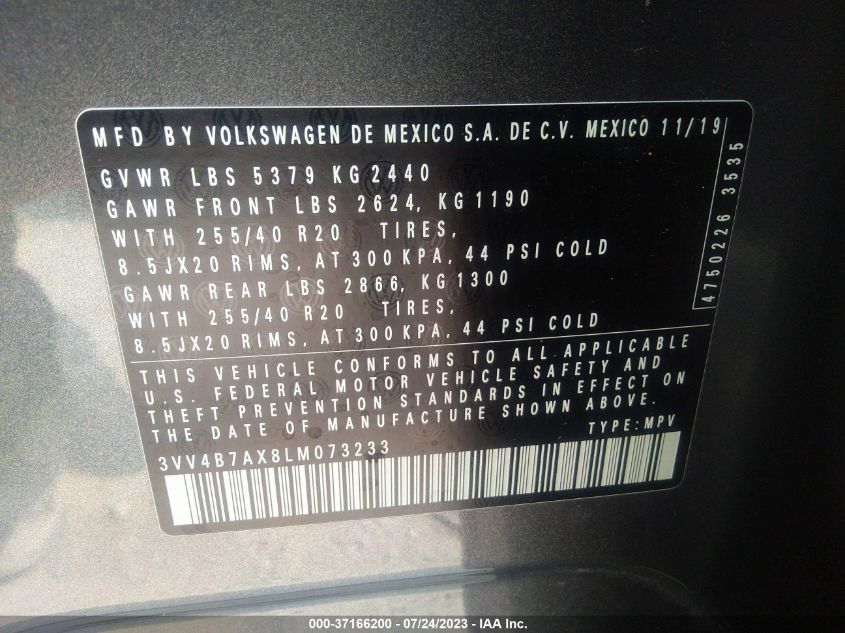 MFD BY VOLKSWAGEN DE MEXICO S.A. DE C.V. MEXICO 11/19
GVWR LBS 5379 KG 2440
GAWR FRONT LBS 2624, KG 1190
WITH 255/40 R20 TIRES,
8.5JX20 RIMS, AT 300 KPA, 44 PSI COLD
GAWR REAR LBS 2866, KG 1300
WITH 255/40 R20 TIRES,
8.5JX20 RIMS, AT 300 KPA, 44 PSI COLD
4750226 3535
THIS VEHICLE CONFORMS TO ALL APPLICABLE
U.S. FEDERAL MOTOR VEHICLE SAFETY AND
THEFT PREVENTION STANDARDS IN EFFECT ON
THE DATE OF MANUFACTURE SHOWN ABOVE.
TYPE: MPV
3VV4B7AX8LM073233
000-37166200 - 07/24/2023 - IAA Inc.